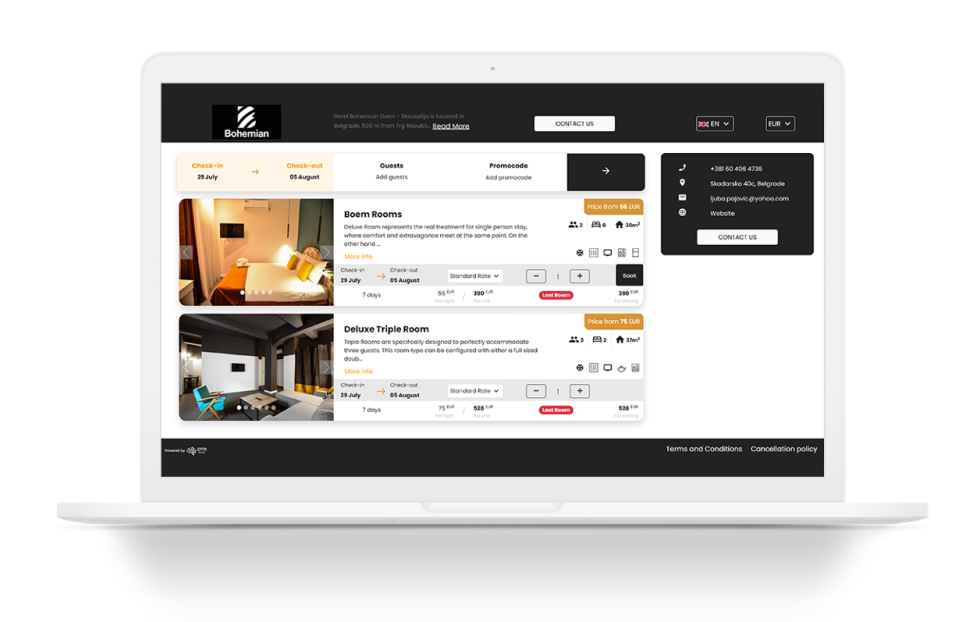 Bohemian
Hotel Bohemian Garni - Skadarlija is located in
Belgrade, 500 m from Trg Republi... Read More
CONTACT US
EN
EUR
Check-in
29 July
Check-out
05 August
Guests
Add guests
Promocode
Add promocode
+381 60 406 4736
Skadarska 40c, Belgrade
ljuba.pajovic@yahoo.com
Website
CONTACT US
Price from 56 EUR
Boem Rooms
2 0 30m²
Deluxe Room represents the real treatment for single person stay,
where comfort and extravagance meet at the same point. On the
other hand ...
More info
Check-in
29 July
Check-out
05 August
Standard Rate
− 1 +
Book
7 days
56 EUR
Per night
/
390 EUR
Per unit
Last Room
390 EUR
For staying
Price from 75 EUR
Deluxe Triple Room
3 2 37m²
Triple Rooms are specifically designed to perfectly accommodate
three guests. This room type can be configured with either a full sized
doub...
More info
Check-in
29 July
Check-out
05 August
Standard Rate
− 1 +
7 days
75 EUR
Per night
/
528 EUR
Per unit
Last Room
528 EUR
For staying
Powered by
Terms and Conditions Cancellation policy